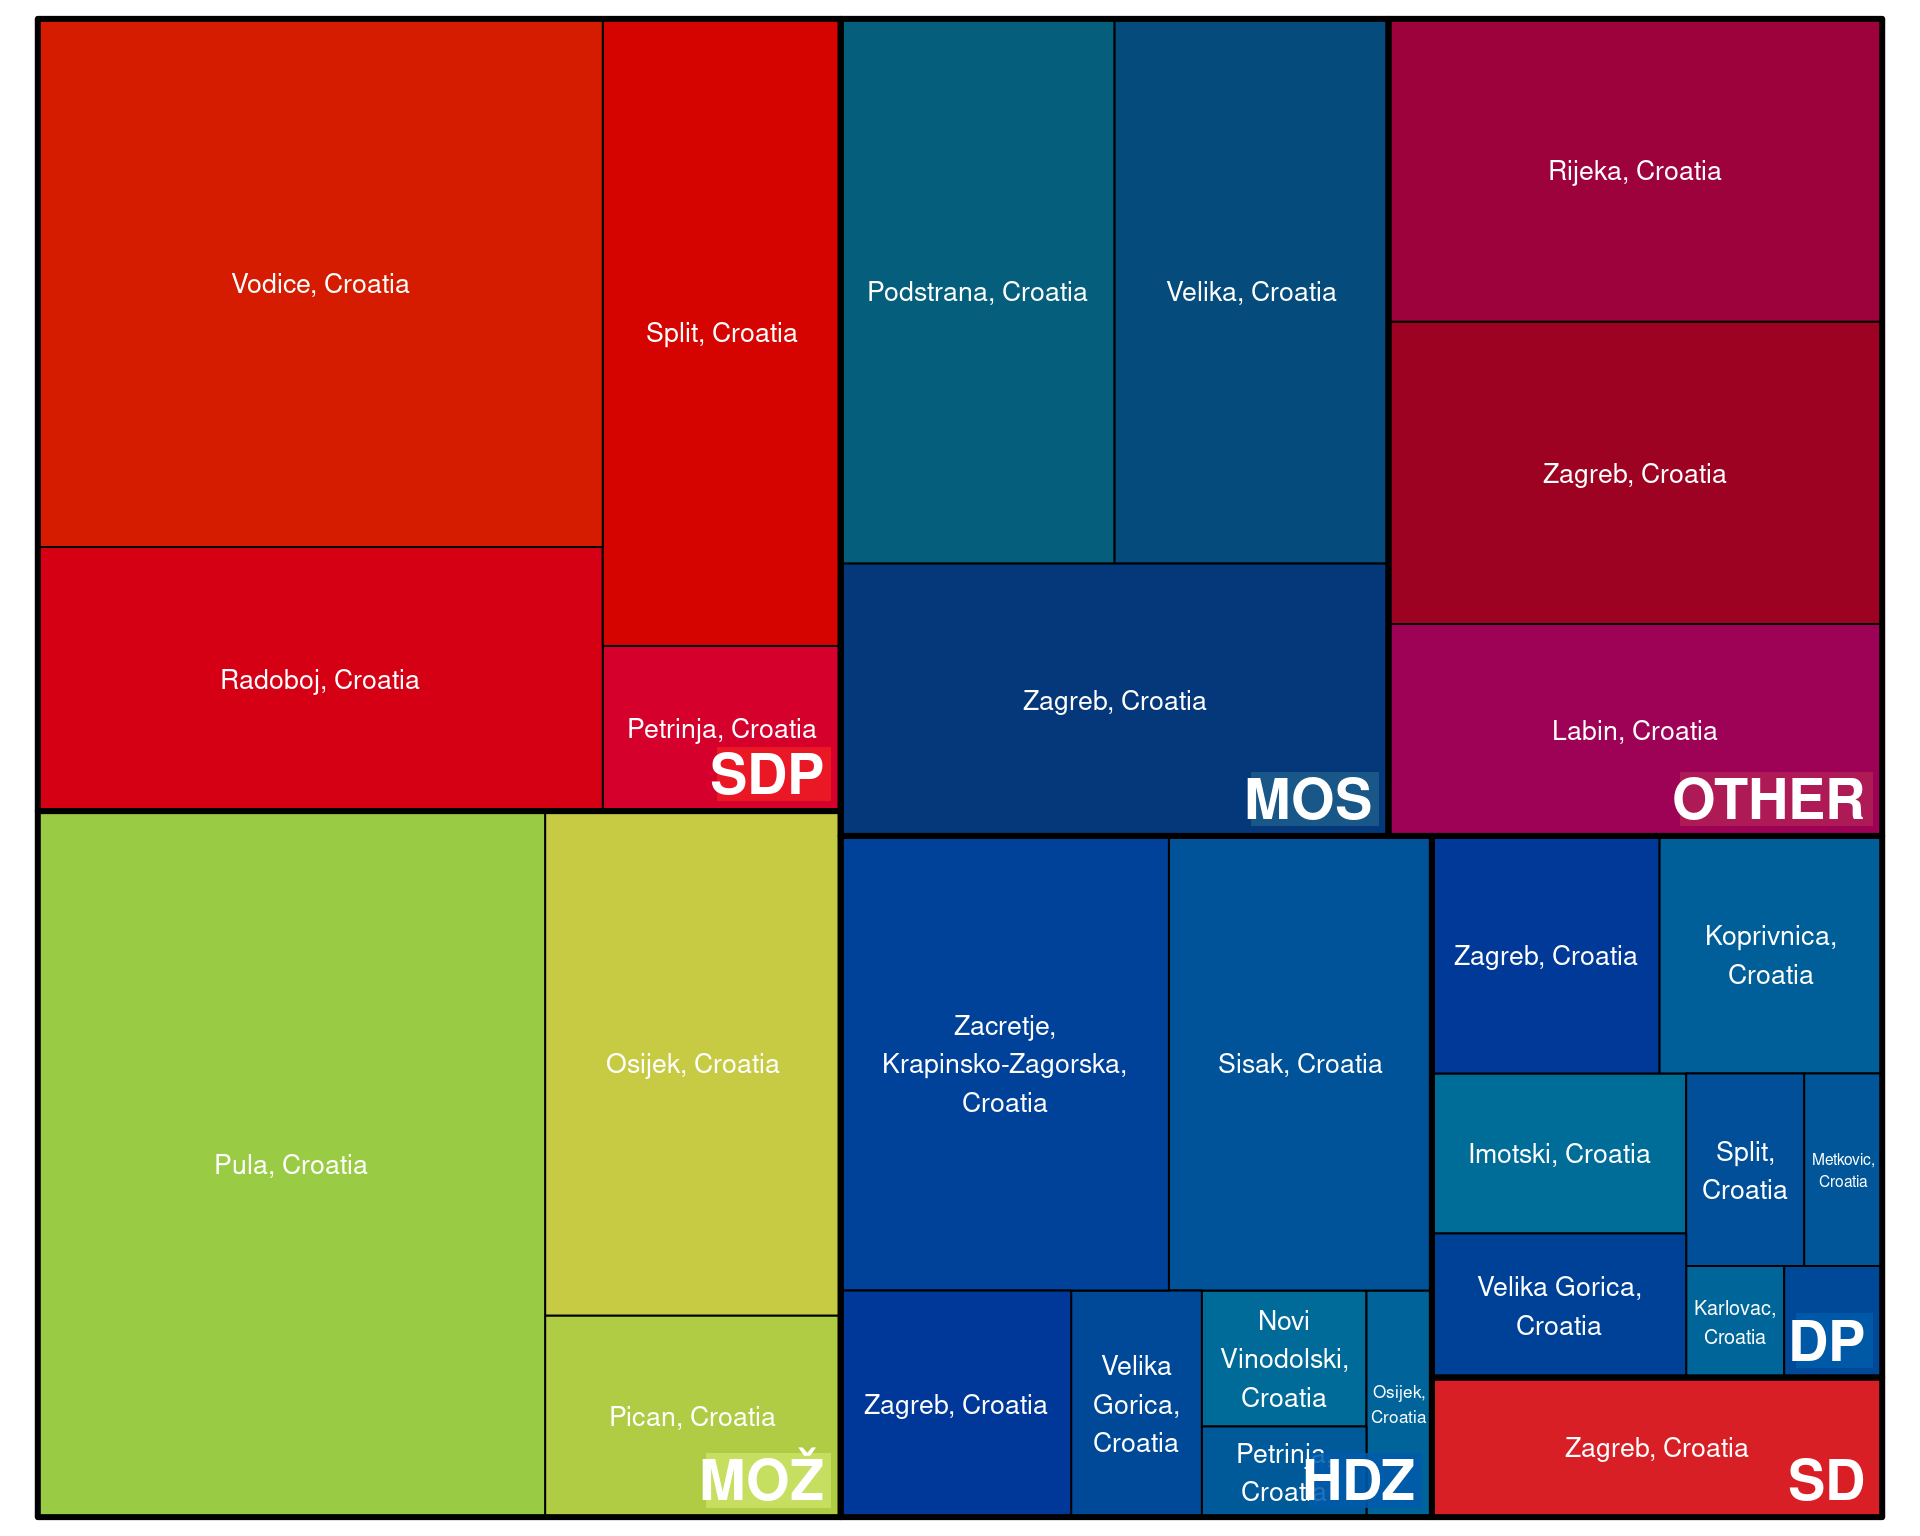 Vodice, Croatia
Split, Croatia
Radoboj, Croatia
Petrinja, Croatia
SDP
Podstrana, Croatia
Velika, Croatia
Zagreb, Croatia
MOS
Rijeka, Croatia
Zagreb, Croatia
Labin, Croatia
OTHER
Pula, Croatia
Osijek, Croatia
Pican, Croatia
MOŽ
Zacretje,
Krapinsko-Zagorska,
Croatia
Sisak, Croatia
Zagreb, Croatia
Velika
Gorica,
Croatia
Novi
Vinodolski,
Croatia
Petrinja,
Croatia
Osijek,
Croatia
HDZ
Zagreb, Croatia
Koprivnica,
Croatia
Imotski, Croatia
Split,
Croatia
Metkovic,
Croatia
Velika Gorica,
Croatia
Karlovac,
Croatia
DP
Zagreb, Croatia
SD